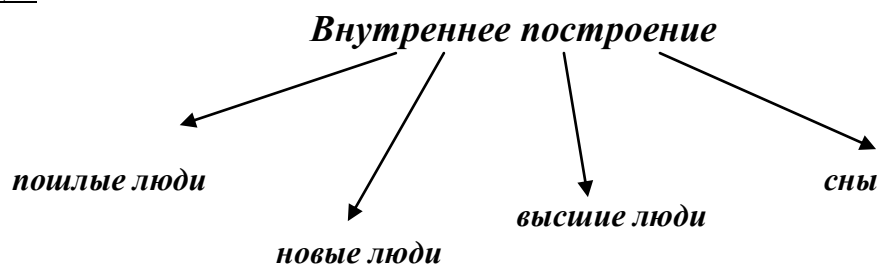 Внутреннее построение
пошлые люди
новые люди
высшие люди
сны